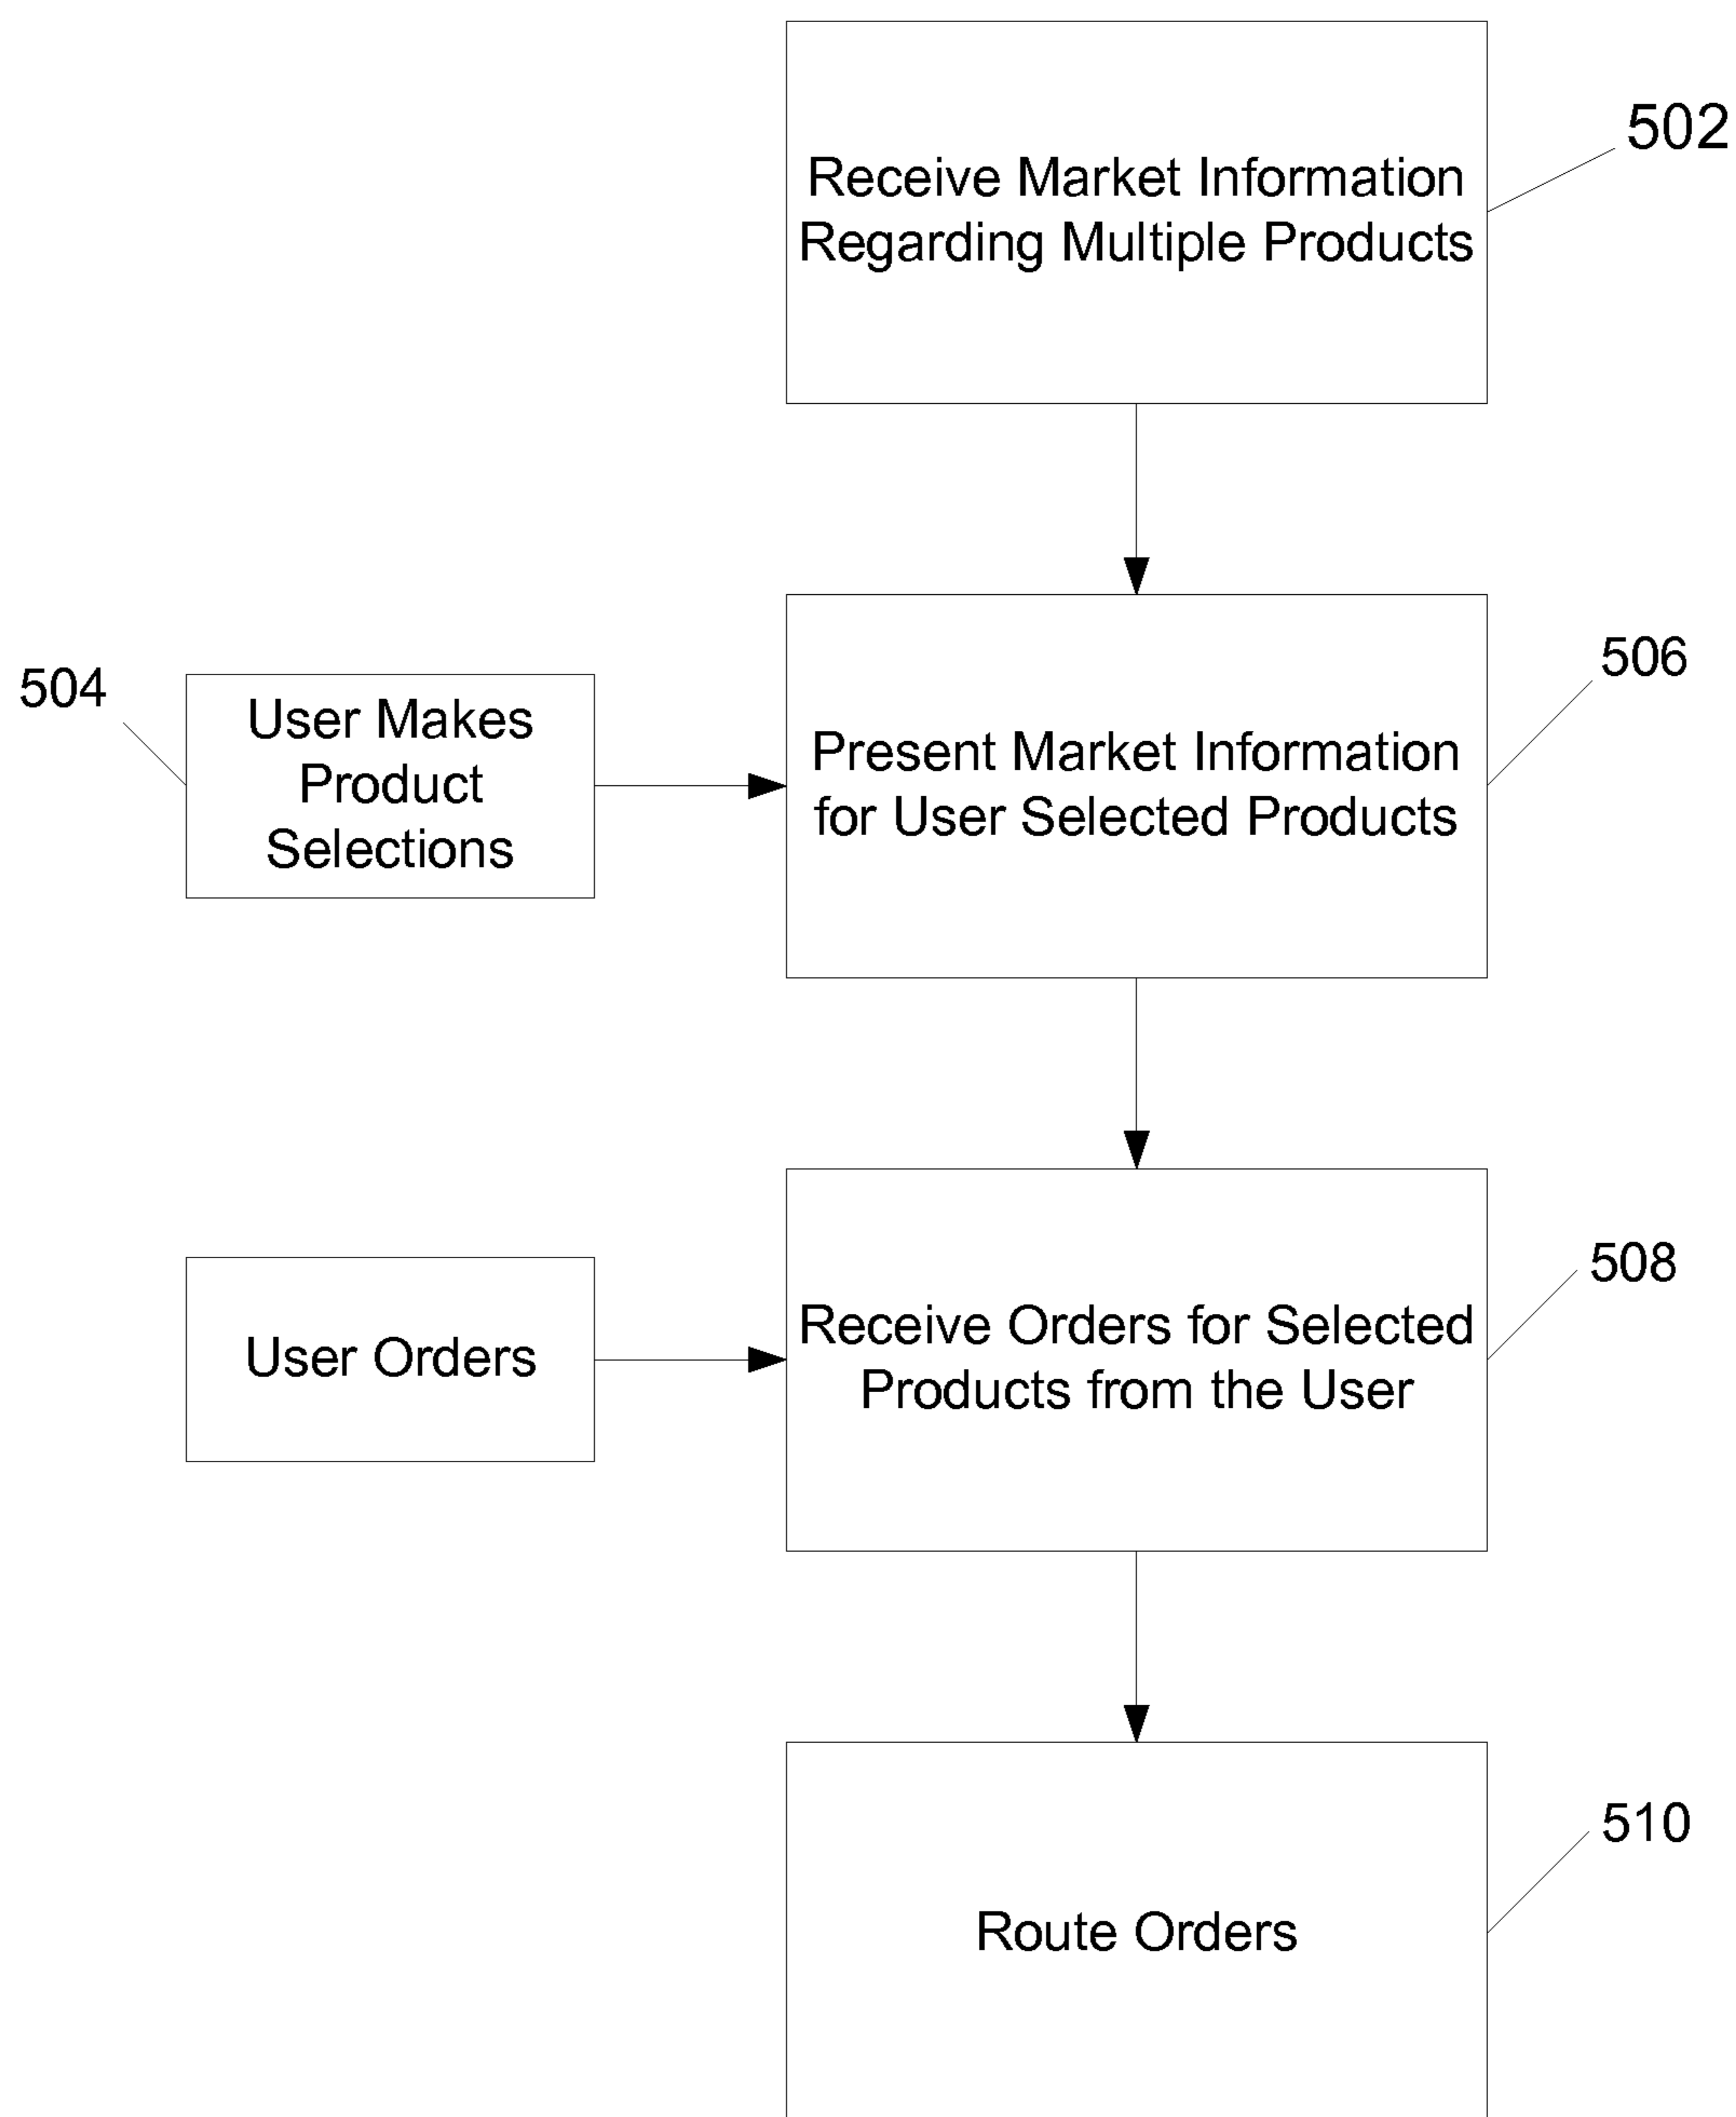 Receive Market Information
Regarding Multiple Products
502
504
User Makes
Product
Selections
Present Market Information
for User Selected Products
506
User Orders
Receive Orders for Selected
Products from the User
508
Route Orders
510